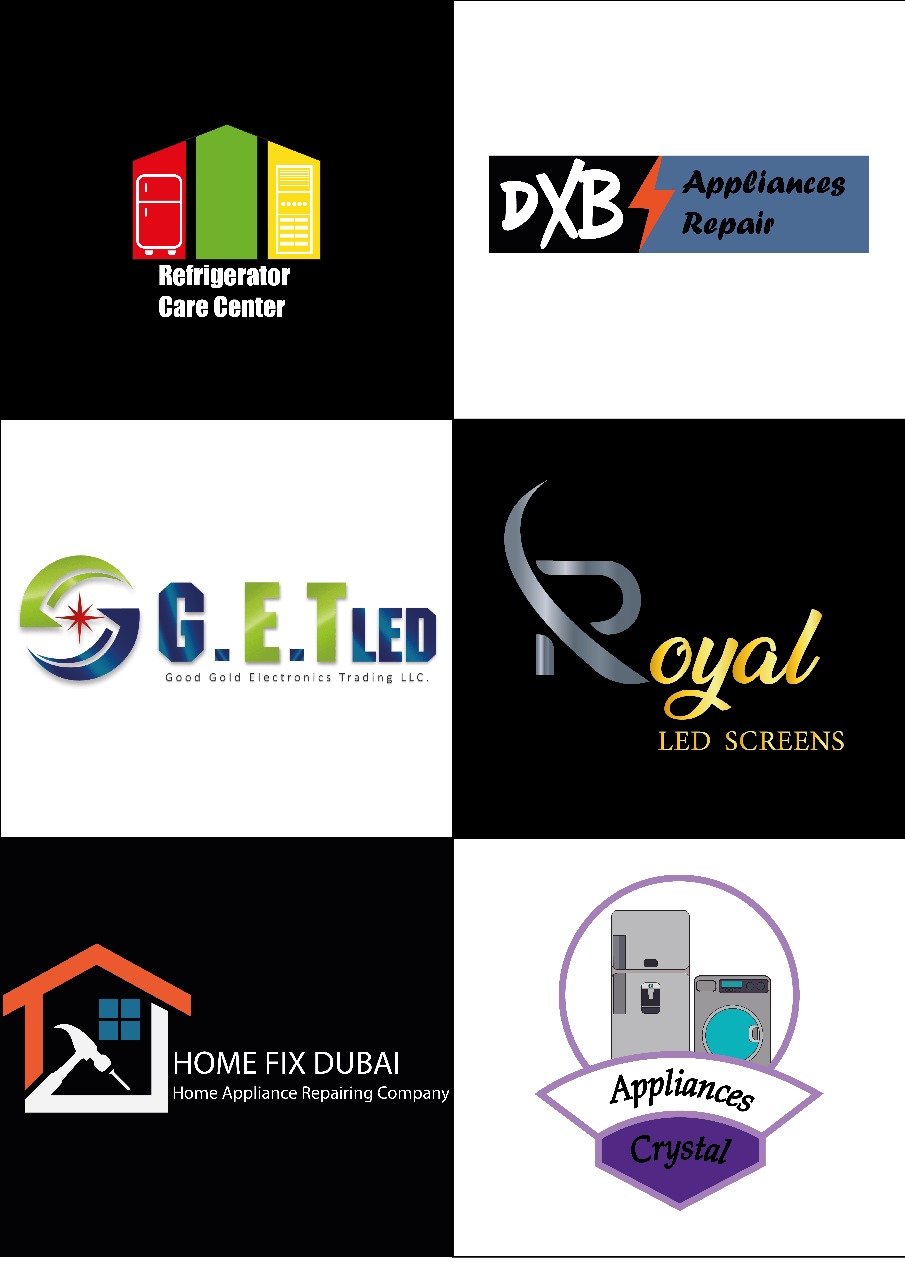 Refrigerator
Care Center
DXB
Appliances
Repair
G.E.T LED
Good Gold Electronics Trading LLC.
Royal
LED SCREENS
HOME FIX DUBAI
Home Appliance Repairing Company
Appliances
Crystal